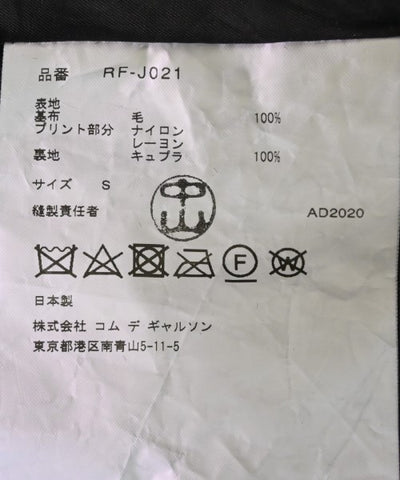 品番 RF-J021
表地
基布 毛 100%
プリント部分 ナイロン
レーヨン
裏地 キュプラ 100%
サイズ S
中山
縫製責任者 AD2020
F W
日本製
株式会社 コム デ ギャルソン
東京都港区南青山5-11-5